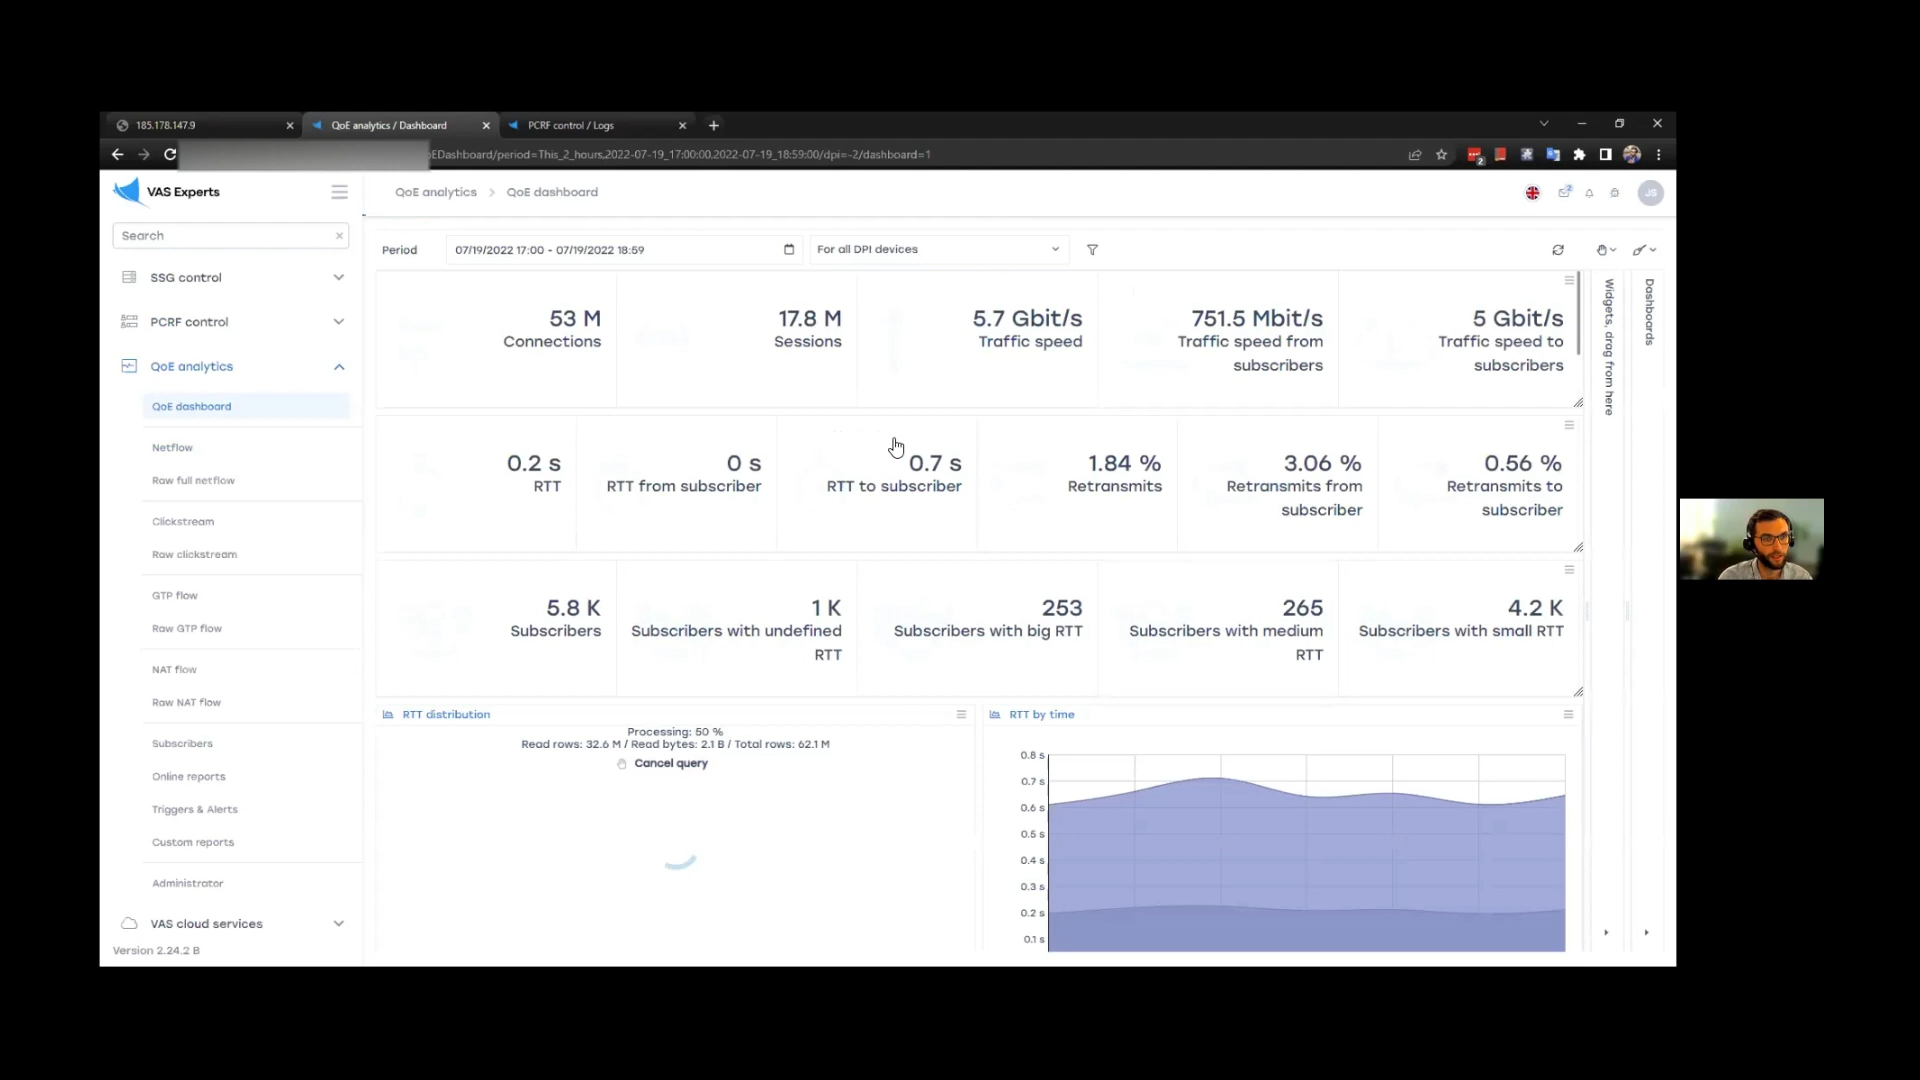 185.178.147.9
QoE analytics / Dashboard
PCRF control / Logs
EDashboard/period=This_2_hours,2022-07-19_17:00:00,2022-07-19_18:59:00/dpi=-2/dashboard=1
2
VAS Experts
QoE analytics
QoE dashboard
2
JS
Search
Period
07/19/2022 17:00 - 07/19/2022 18:59
For all DPI devices
SSG control
PCRF control
QoE analytics
QoE dashboard
Netflow
Raw full netflow
Clickstream
Raw clickstream
GTP flow
Raw GTP flow
NAT flow
Raw NAT flow
Subscribers
Online reports
Triggers & Alerts
Custom reports
Administrator
VAS cloud services
Version 2.24.2 B
53 M
Connections
17.8 M
Sessions
5.7 Gbit/s
Traffic speed
751.5 Mbit/s
Traffic speed from
subscribers
5 Gbit/s
Traffic speed to
subscribers
0.2 s
RTT
0 s
RTT from subscriber
0.7 s
RTT to subscriber
1.84 %
Retransmits
3.06 %
Retransmits from
subscriber
0.56 %
Retransmits to
subscriber
5.8 K
Subscribers
1 K
Subscribers with undefined
RTT
253
Subscribers with big RTT
265
Subscribers with medium
RTT
4.2 K
Subscribers with small RTT
RTT distribution
Processing: 50 %
Read rows: 32.6 M / Read bytes: 2.1 B / Total rows: 62.1 M
Cancel query
RTT by time
0.8 s
0.7 s
0.6 s
0.5 s
0.4 s
0.3 s
0.2 s
0.1 s
Widgets, drag from here
Dashboards